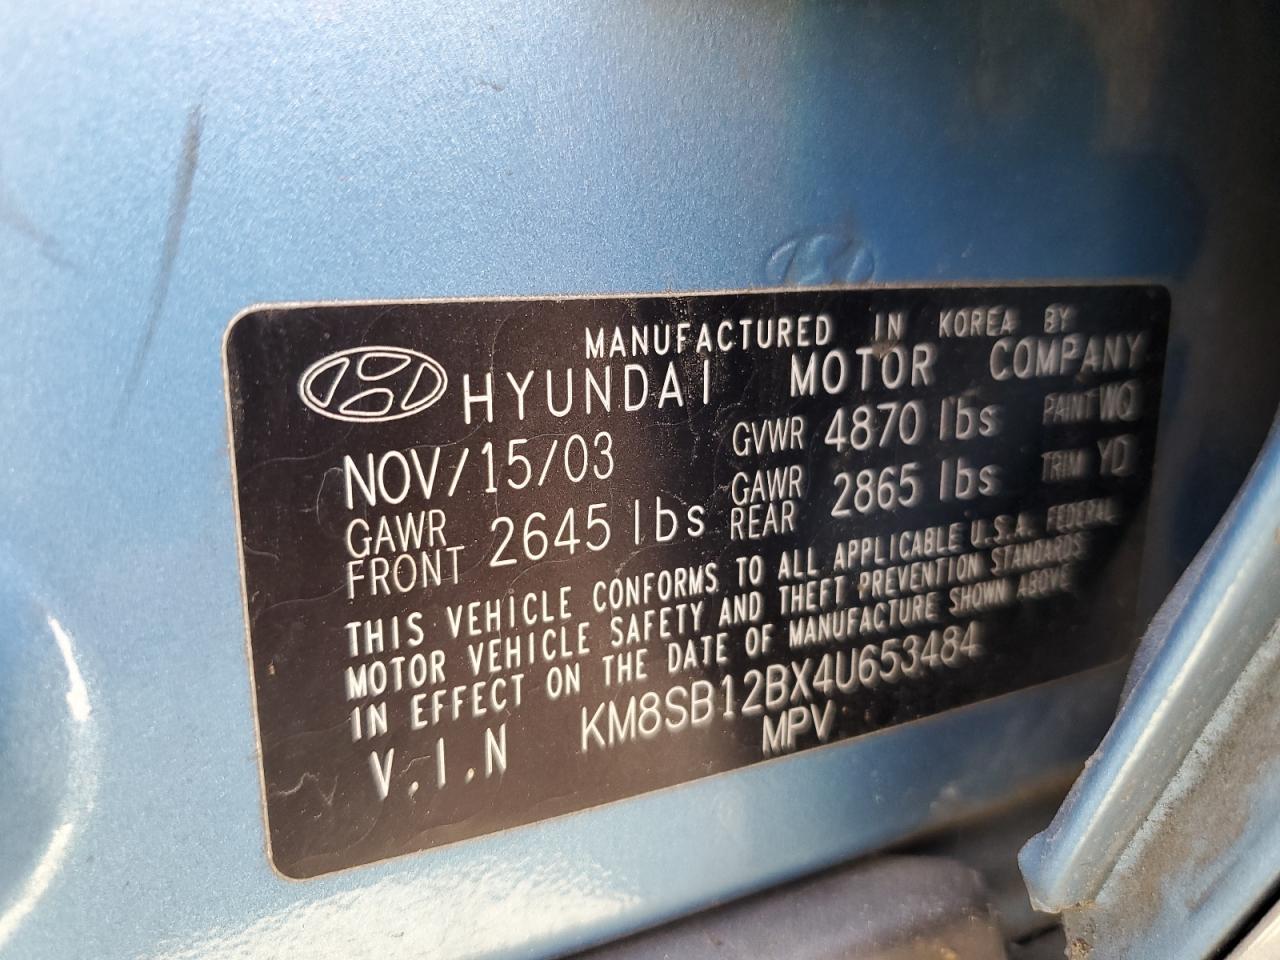 MANUFACTURED IN KOREA BY
HYUNDAI MOTOR COMPANY
NOV/15/03 GVWR 4870 lbs PAINT WQ
GAWR FRONT 2645 lbs GAWR REAR 2865 lbs TRIM YD
THIS VEHICLE CONFORMS TO ALL APPLICABLE U.S.A. FEDERAL
MOTOR VEHICLE SAFETY AND THEFT PREVENTION STANDARDS
IN EFFECT ON THE DATE OF MANUFACTURE SHOWN ABOVE
V.I.N KM8SB12BX4U653484
MPV